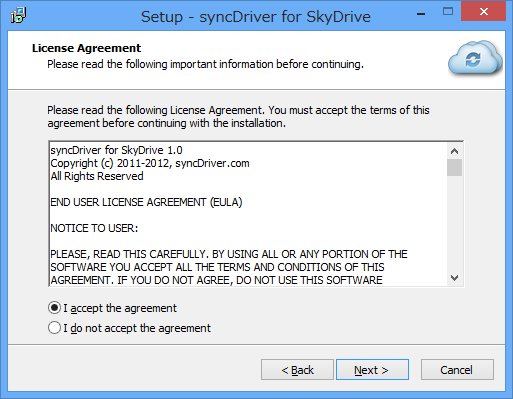 Setup - syncDriver for SkyDrive
License Agreement
Please read the following important information before continuing.
Please read the following License Agreement. You must accept the terms of this
agreement before continuing with the installation.
syncDriver for SkyDrive 1.0
Copyright (c) 2011-2012, syncDriver.com
All Rights Reserved
END USER LICENSE AGREEMENT (EULA)
NOTICE TO USER:
PLEASE, READ THIS CAREFULLY. BY USING ALL OR ANY PORTION OF THE
SOFTWARE YOU ACCEPT ALL THE TERMS AND CONDITIONS OF THIS
AGREEMENT. IF YOU DO NOT AGREE, DO NOT USE THIS SOFTWARE
I accept the agreement
I do not accept the agreement
< Back
Next >
Cancel